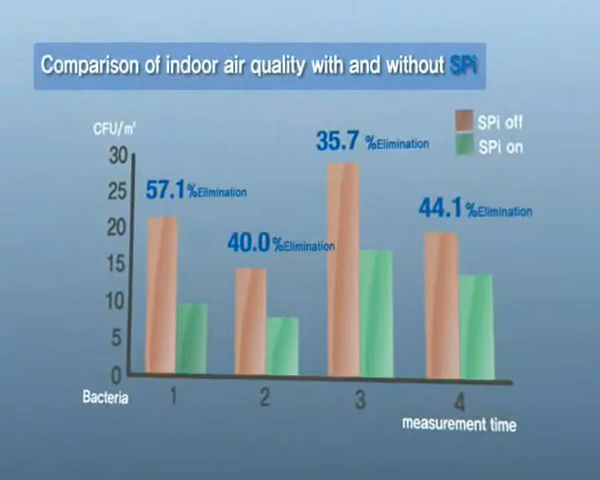 Comparison of indoor air quality with and without SPi
CFU/m³
SPi off
SPi on
35.7 %Elimination
57.1%Elimination
44.1%Elimination
40.0%Elimination
30
25
20
15
10
5
0
Bacteria
1
2
3
4
measurement time